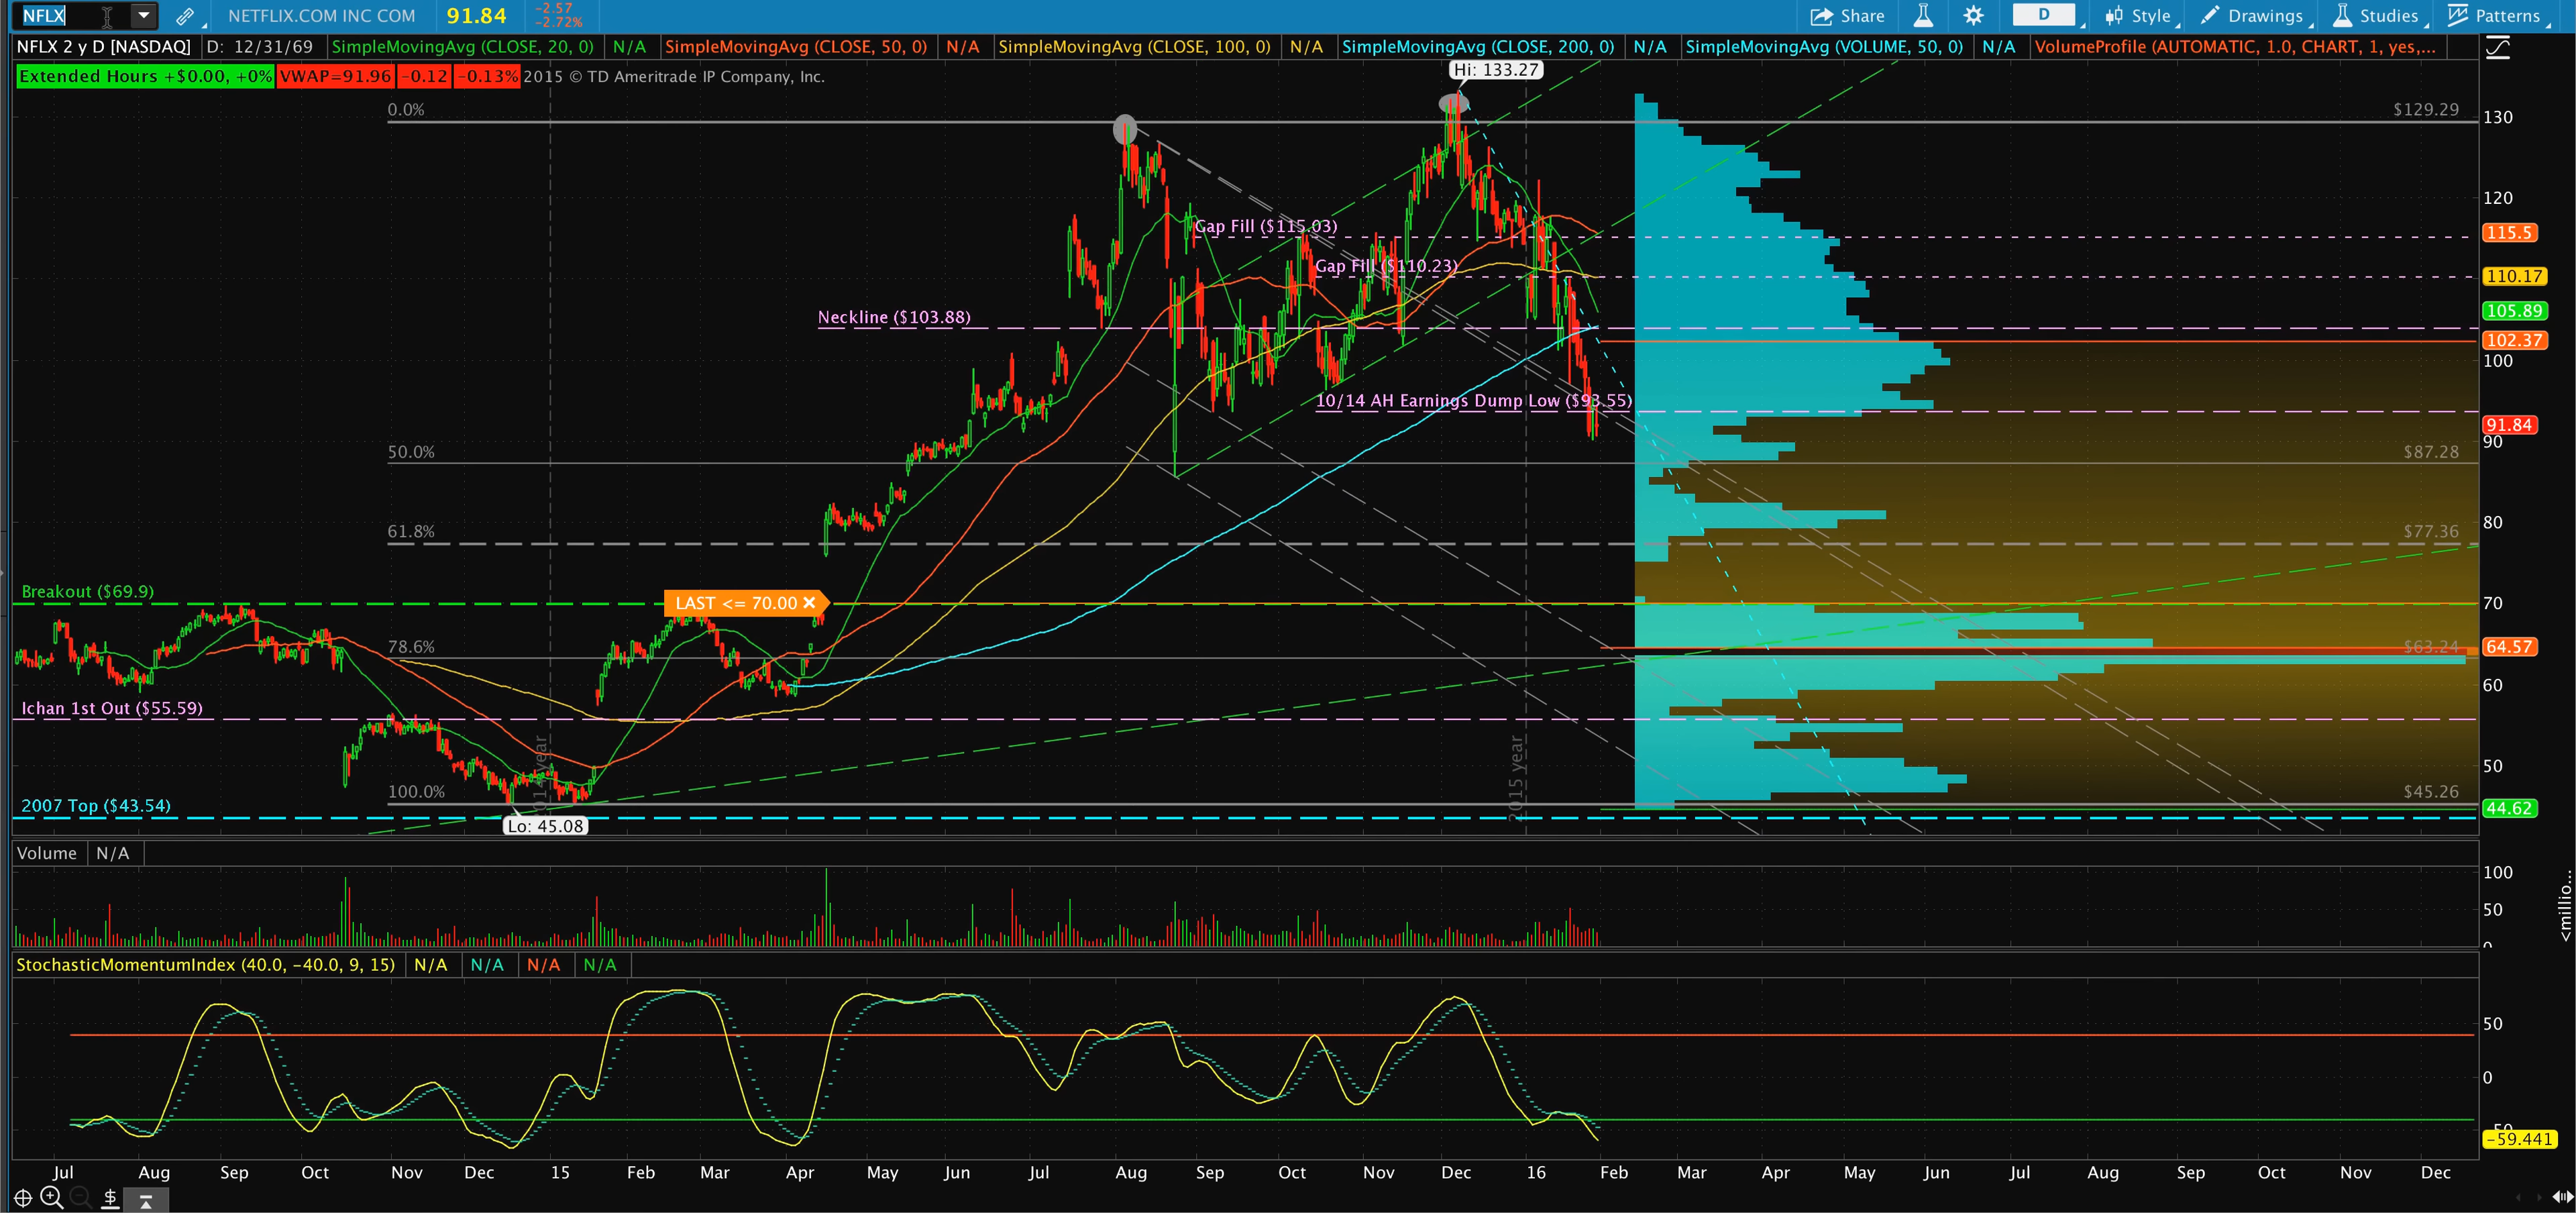 NFLX NETFLIX.COM INC COM 91.84 -2.57 -2.72% Share D Style Drawings Studies Patterns
NFLX 2 y D [NASDAQ] D: 12/31/69 SimpleMovingAvg (CLOSE, 20, 0) N/A SimpleMovingAvg (CLOSE, 50, 0) N/A SimpleMovingAvg (CLOSE, 100, 0) N/A SimpleMovingAvg (CLOSE, 200, 0) N/A SimpleMovingAvg (VOLUME, 50, 0) N/A VolumeProfile (AUTOMATIC, 1.0, CHART, 1, yes,...
Extended Hours +$0.00, +0% VWAP=91.96 -0.12 -0.13% 2015 © TD Ameritrade IP Company, Inc.
Hi: 133.27
0.0% $129.29
130
120
Gap Fill ($115.03)
115.5
Gap Fill ($110.23)
110.17
105.89
Neckline ($103.88)
102.37
100
10/14 AH Earnings Dump Low ($93.55)
91.84
90
50.0% $87.28
80
61.8% $77.36
Breakout ($69.9)
LAST <= 70.00 ×
70
78.6% $63.24
64.57
60
Ichan 1st Out ($55.59)
2015 year
50
100.0% $45.26
2007 Top ($43.54)
44.62
Lo: 45.08
Volume N/A
100
50
0
<millio...
StochasticMomentumIndex (40.0, -40.0, 9, 15) N/A N/A N/A N/A
50
0
-59.441
Jul Aug Sep Oct Nov Dec 15 Feb Mar Apr May Jun Jul Aug Sep Oct Nov Dec 16 Feb Mar Apr May Jun Jul Aug Sep Oct Nov Dec
$